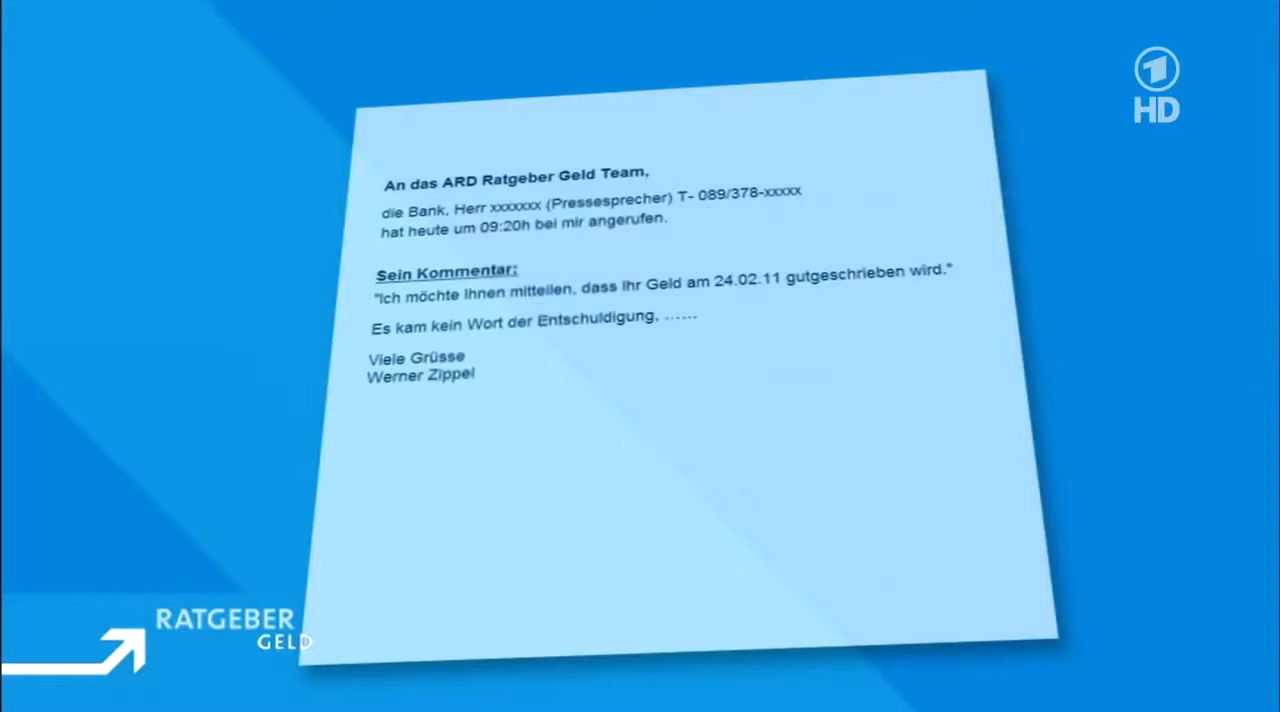 An das ARD Ratgeber Geld Team,
die Bank, Herr xxxxxxx (Pressesprecher) T- 089/378-xxxxx
hat heute um 09:20h bei mir angerufen.
Sein Kommentar:
"Ich möchte Ihnen mitteilen, dass Ihr Geld am 24.02.11 gutgeschrieben wird."
Es kam kein Wort der Entschuldigung, ......
Viele Grüsse
Werner Zippel
1
HD
RATGEBER
GELD